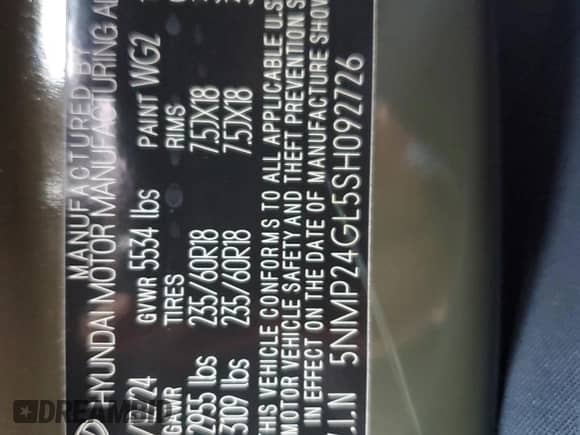 MANUFACTURED BY
HYUNDAI MOTOR MANUFACTURING
/24 GVWR 5534 lbs PAINT WG2
GAWR TIRES RIMS
2955 lbs 235/60R18 7.5JX18
3109 lbs 235/60R18 7.5JX18
THIS VEHICLE CONFORMS TO ALL APPLICABLE U.S
MOTOR VEHICLE SAFETY AND THEFT PREVENTION S
IN EFFECT ON THE DATE OF MANUFACTURE SHOW
V.I.N 5NMP24GL5SH092726
DREAMBID